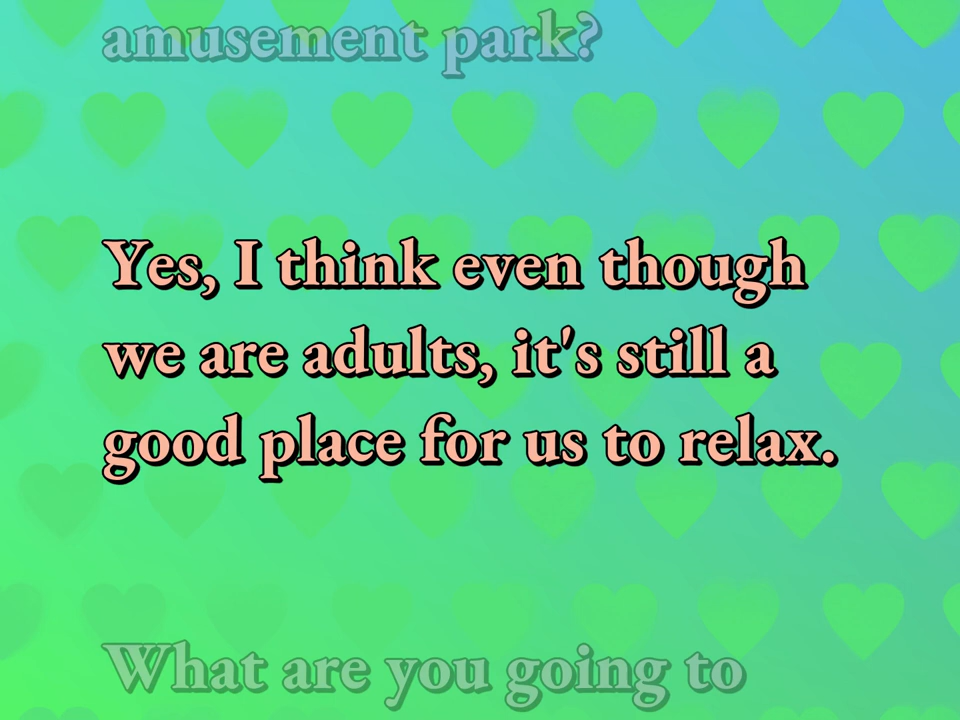 amusement park?
Yes, I think even though
we are adults, it's still a
good place for us to relax.
What are you going to